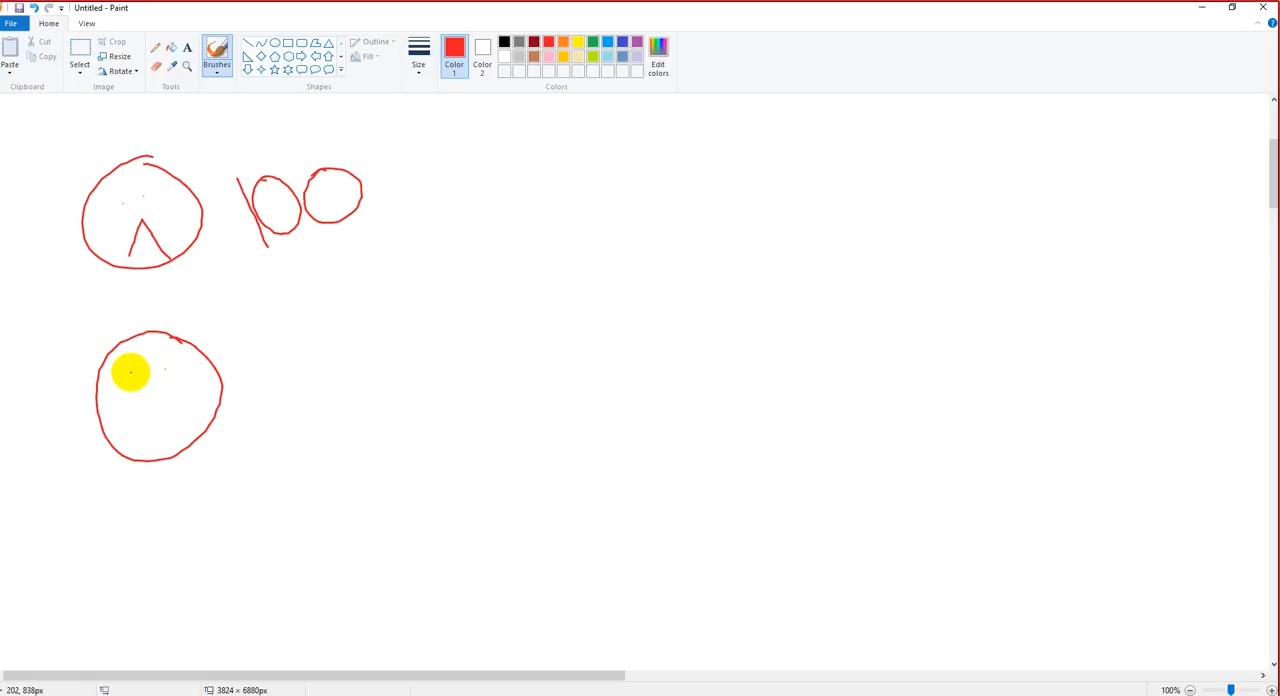 Untitled - Paint
File Home View
Paste
Cut
Copy
Clipboard
Select
Crop
Resize
Rotate
Image
Tools
Brushes
Shapes
Outline
Fill
Size
Color 1
Color 2
Edit colors
Colors
100
202, 838px
3824 × 6880px
100%